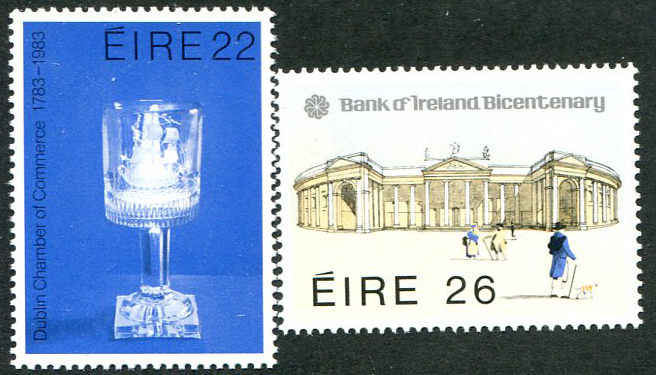 ÉIRE 22
Dublin Chamber of Commerce 1783-1983
Bank of Ireland Bicentenary
ÉIRE 26